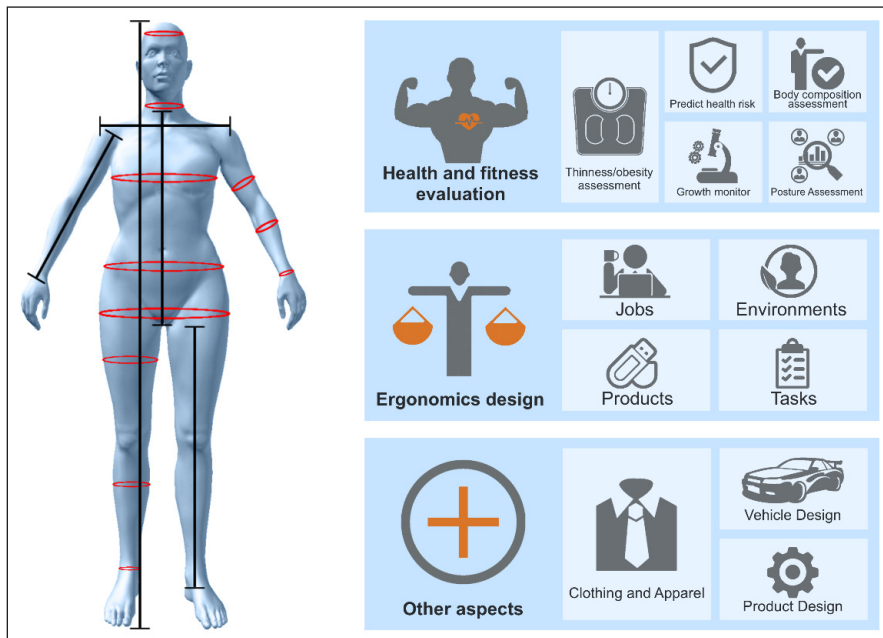 Health and fitness
evaluation
Thinness/obesity
assessment
Predict health risk
Body composition
assessment
Growth monitor
Posture Assessment
Ergonomics design
Jobs
Environments
Products
Tasks
Other aspects
Clothing and Apparel
Vehicle Design
Product Design